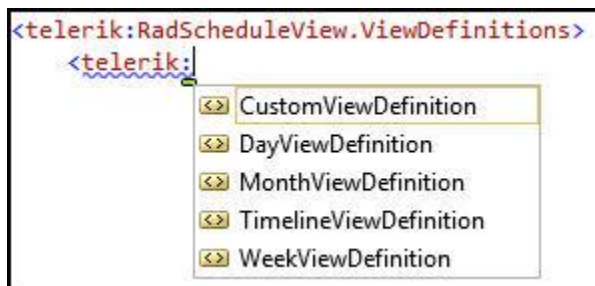 <telerik:RadScheduleView.ViewDefinitions>
<telerik:
CustomViewDefinition
DayViewDefinition
MonthViewDefinition
TimelineViewDefinition
WeekViewDefinition